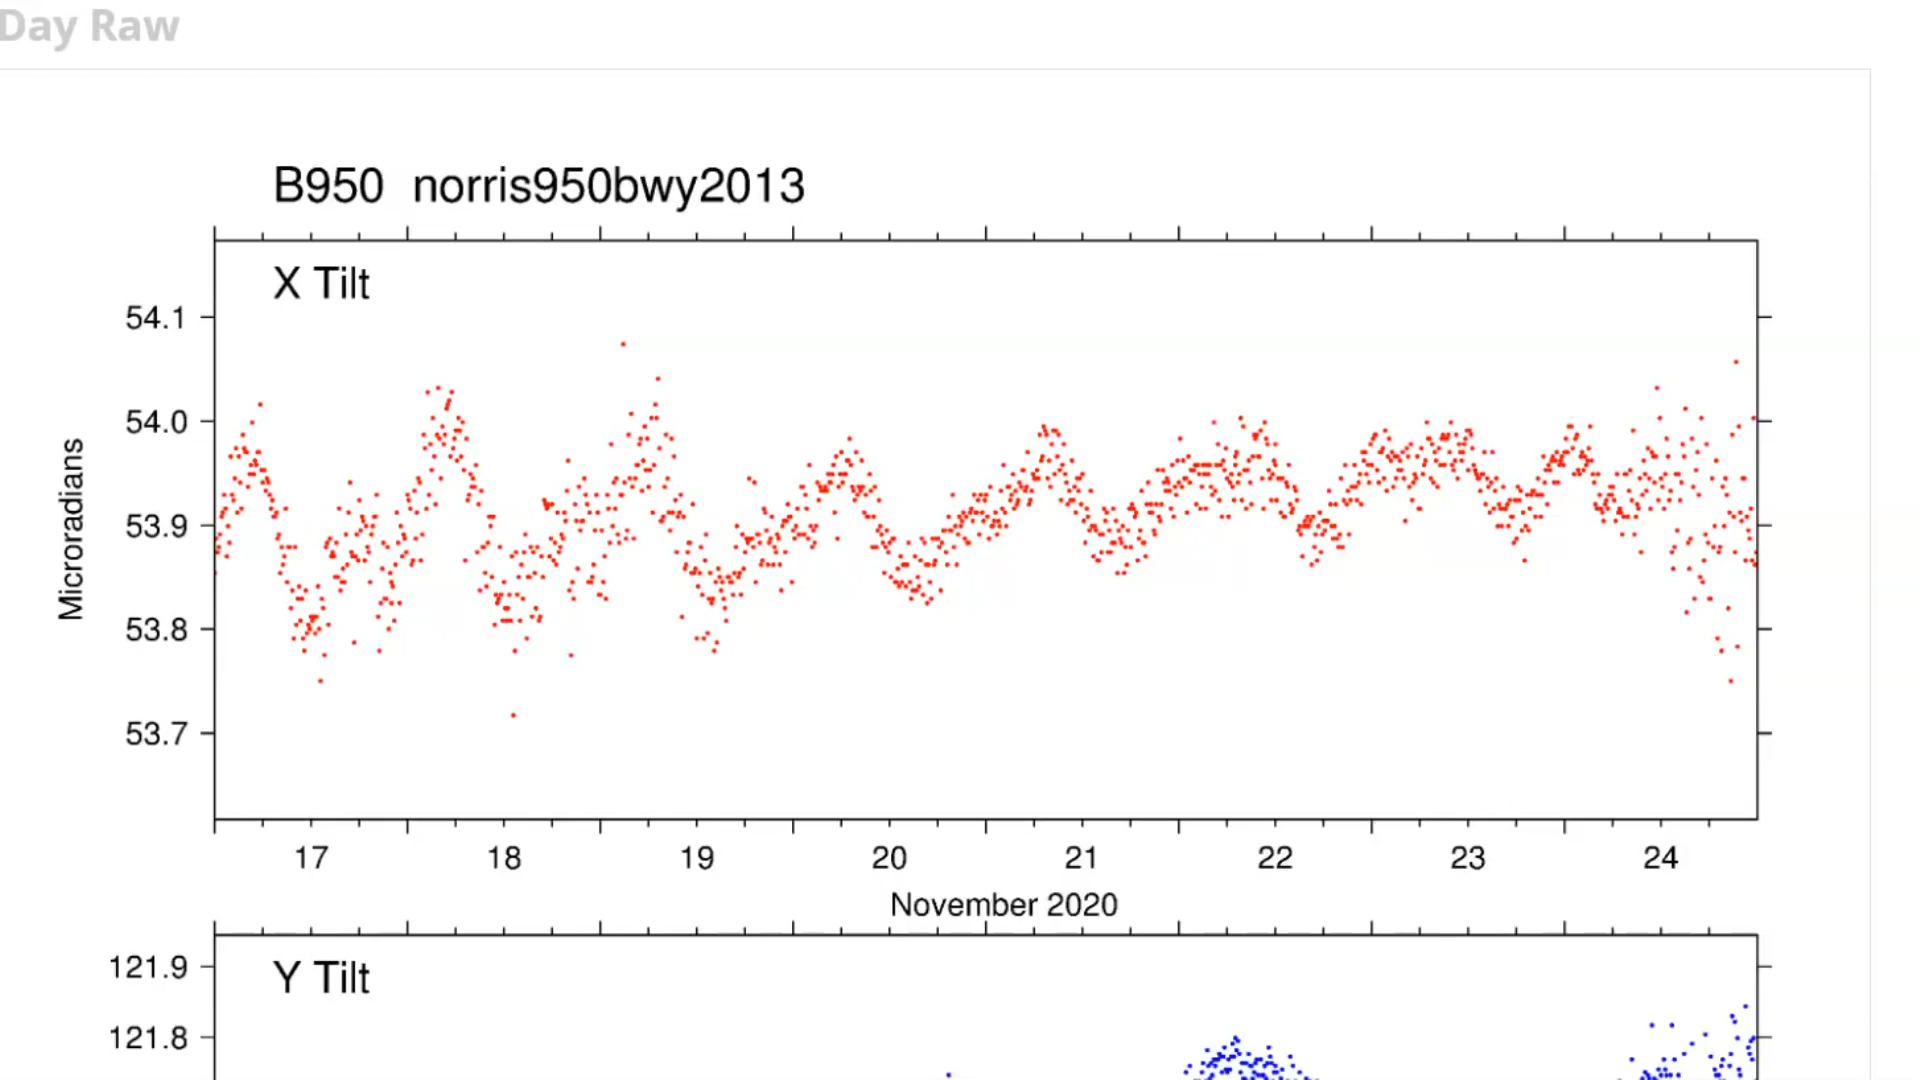 Day Raw
B950 norris950bwy2013
X Tilt
54.1
54.0
53.9
53.8
53.7
Microradians
17 18 19 20 21 22 23 24
November 2020
Y Tilt
121.9
121.8